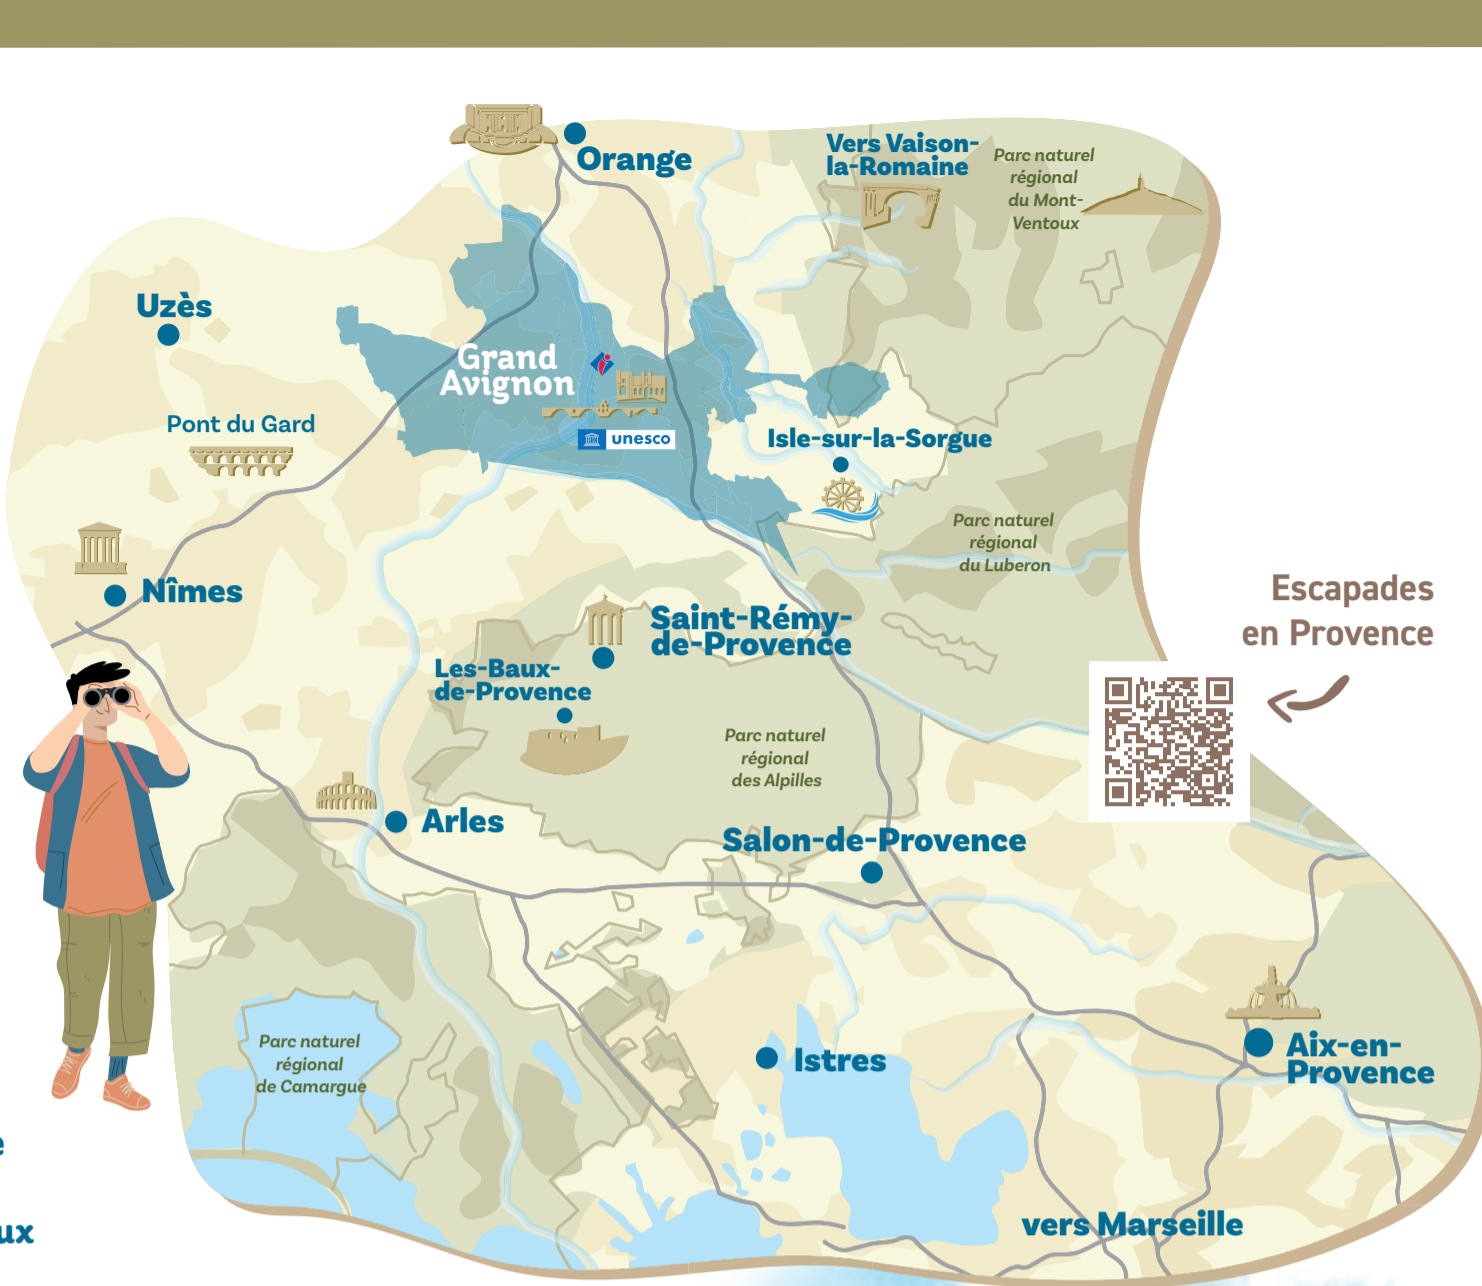 Orange
Vers Vaison-
la-Romaine
Parc naturel
régional
du Mont-
Ventoux
Uzès
Grand
Avignon
Pont du Gard
unesco
Isle-sur-la-Sorgue
Parc naturel
régional
du Luberon
Nîmes
Escapades
en Provence
Saint-Rémy-
de-Provence
Les-Baux-
de-Provence
Parc naturel
régional
des Alpilles
Arles
Salon-de-Provence
Parc naturel
régional
de Camargue
Istres
Aix-en-
Provence
e
ux
vers Marseille